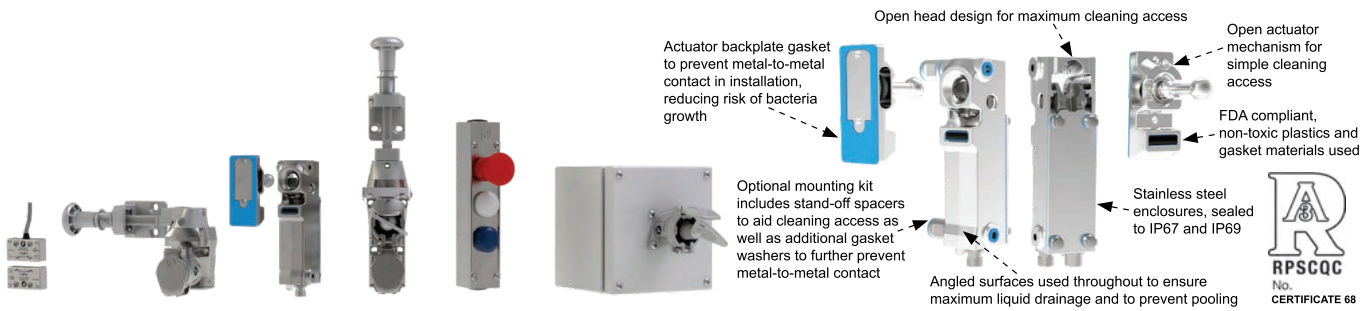 Open head design for maximum cleaning access
Actuator backplate gasket
to prevent metal-to-metal
contact in installation,
reducing risk of bacteria
growth
Open actuator
mechanism for
simple cleaning
access
FDA compliant,
non-toxic plastics and
gasket materials used
Optional mounting kit
includes stand-off spacers
to aid cleaning access as
well as additional gasket
washers to further prevent
metal-to-metal contact
Stainless steel
enclosures, sealed
to IP67 and IP69
Angled surfaces used throughout to ensure
maximum liquid drainage and to prevent pooling
RPSCQC
No.
CERTIFICATE 68